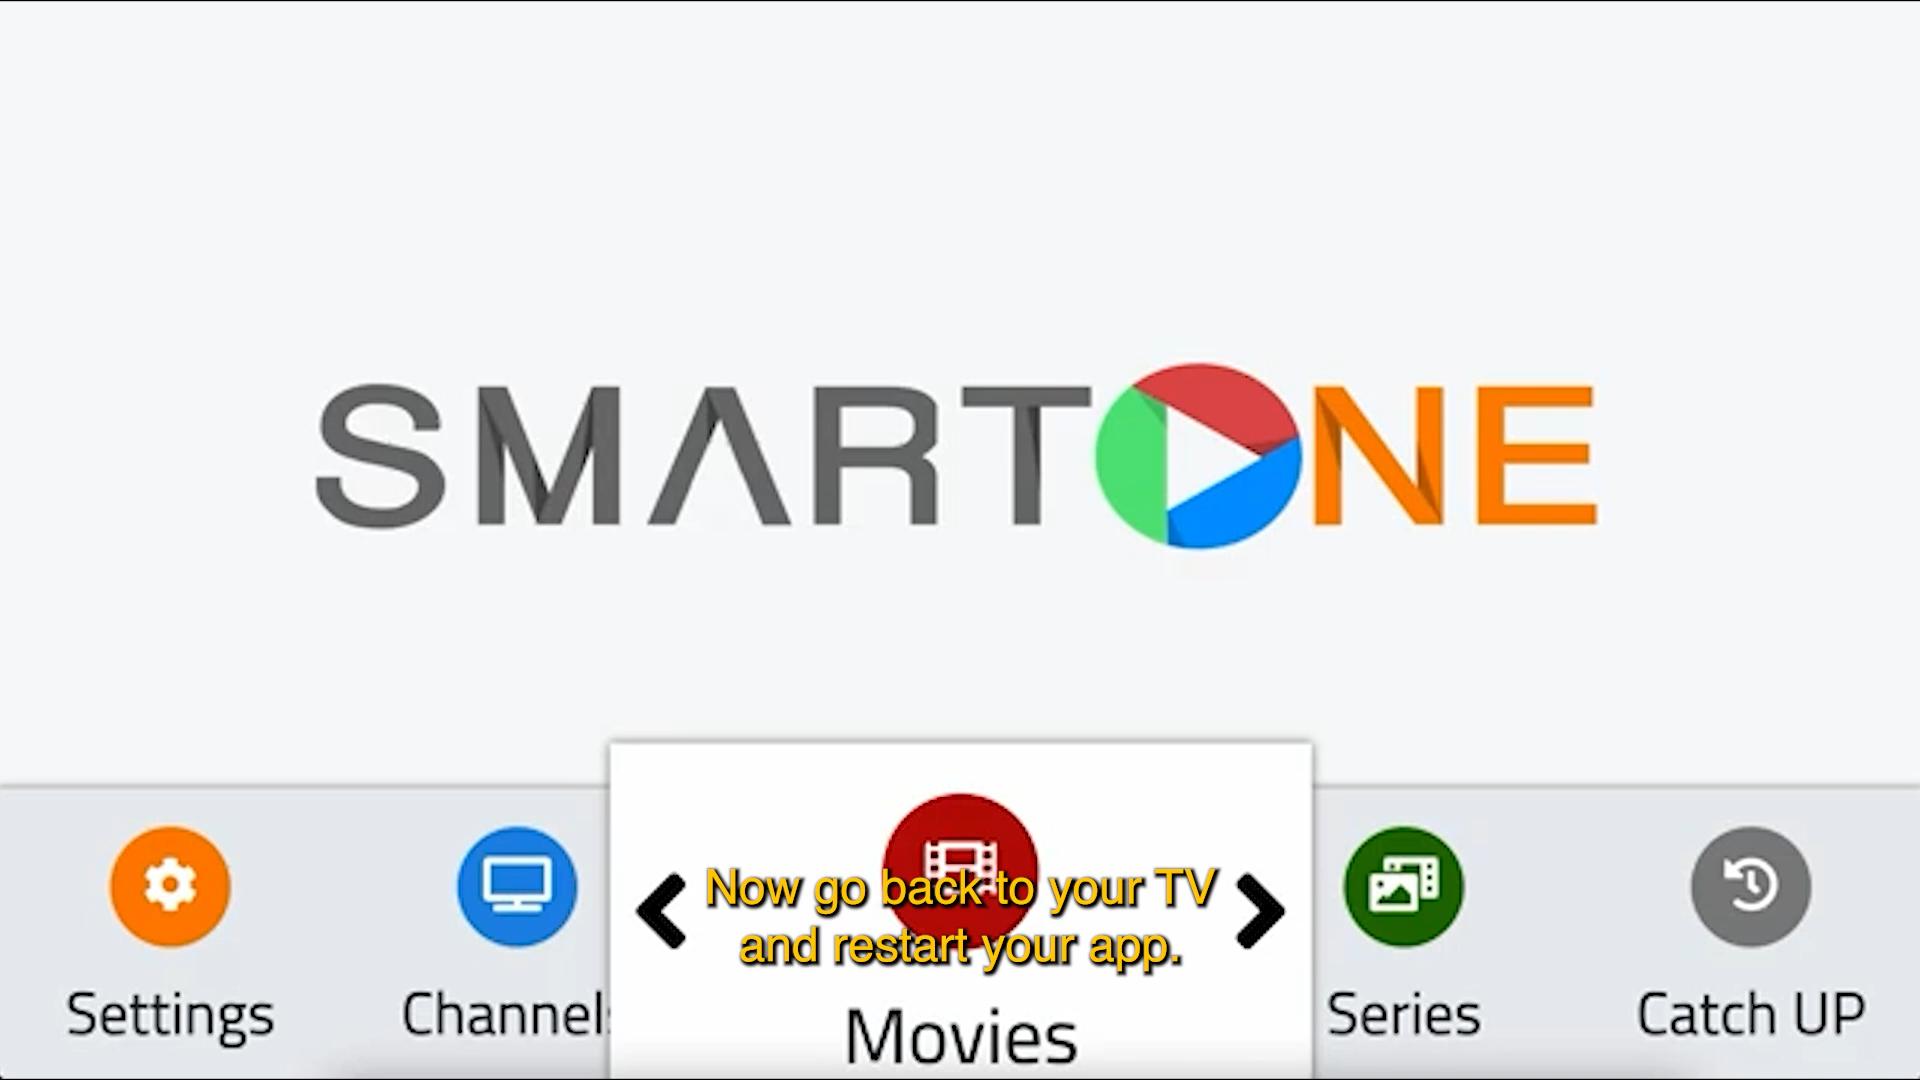 SMARTONE
Now go back to your TV
and restart your app.
Settings
Channels
Movies
Series
Catch UP